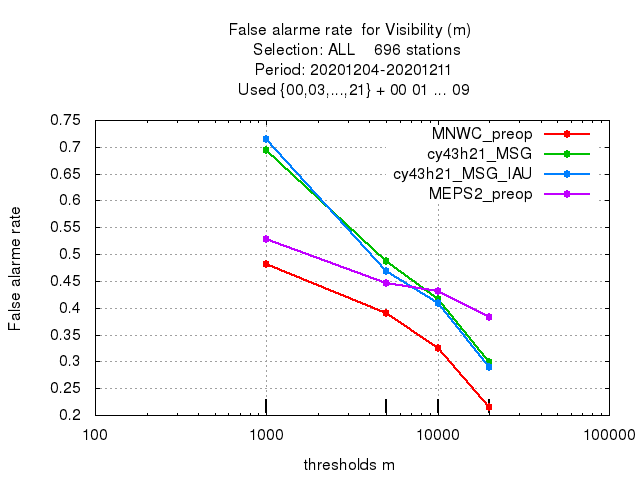 False alarme rate  for Visibility (m)
Selection: ALL    696 stations
Period: 20201204-20201211
Used {00,03,...,21} + 00 01 ... 09
0.75
0.7
0.65
0.6
0.55
0.5
0.45
0.4
0.35
0.3
0.25
0.2
False alarme rate
MNWC_preop
cy43h21_MSG
cy43h21_MSG_IAU
MEPS2_preop
100
1000
10000
100000
thresholds m